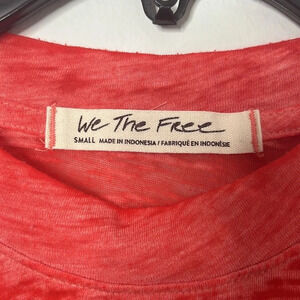 We The Free
SMALL MADE IN INDONESIA / FABRIQUÉ EN INDONÉSIE